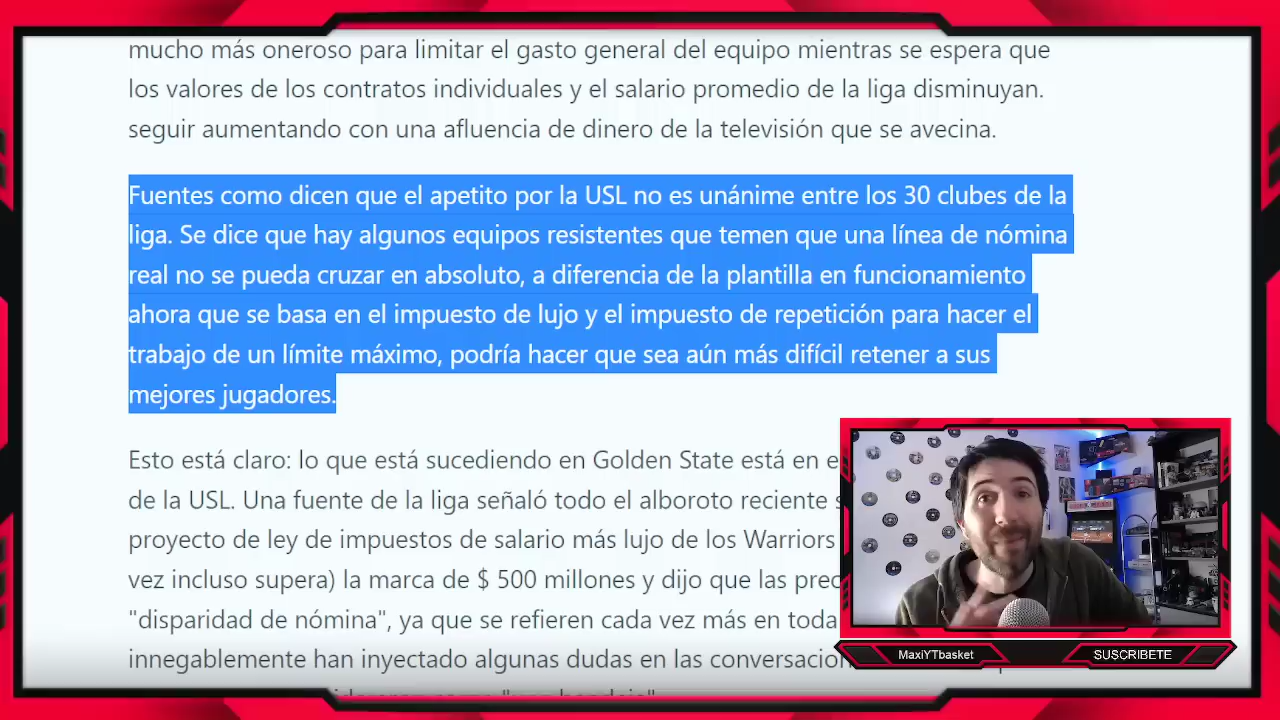 mucho más oneroso para limitar el gasto general del equipo mientras se espera que
los valores de los contratos individuales y el salario promedio de la liga disminuyan.
seguir aumentando con una afluencia de dinero de la televisión que se avecina.
Fuentes como dicen que el apetito por la USL no es unánime entre los 30 clubes de la
liga. Se dice que hay algunos equipos resistentes que temen que una línea de nómina
real no se pueda cruzar en absoluto, a diferencia de la plantilla en funcionamiento
ahora que se basa en el impuesto de lujo y el impuesto de repetición para hacer el
trabajo de un límite máximo, podría hacer que sea aún más difícil retener a sus
mejores jugadores.
Esto está claro: lo que está sucediendo en Golden State está en e
de la USL. Una fuente de la liga señaló todo el alboroto reciente s
proyecto de ley de impuestos de salario más lujo de los Warriors
vez incluso supera) la marca de $ 500 millones y dijo que las prec
"disparidad de nómina", ya que se refieren cada vez más en toda
innegablemente han inyectado algunas dudas en las conversacion
MaxiYTbasket
SUSCRIBETE